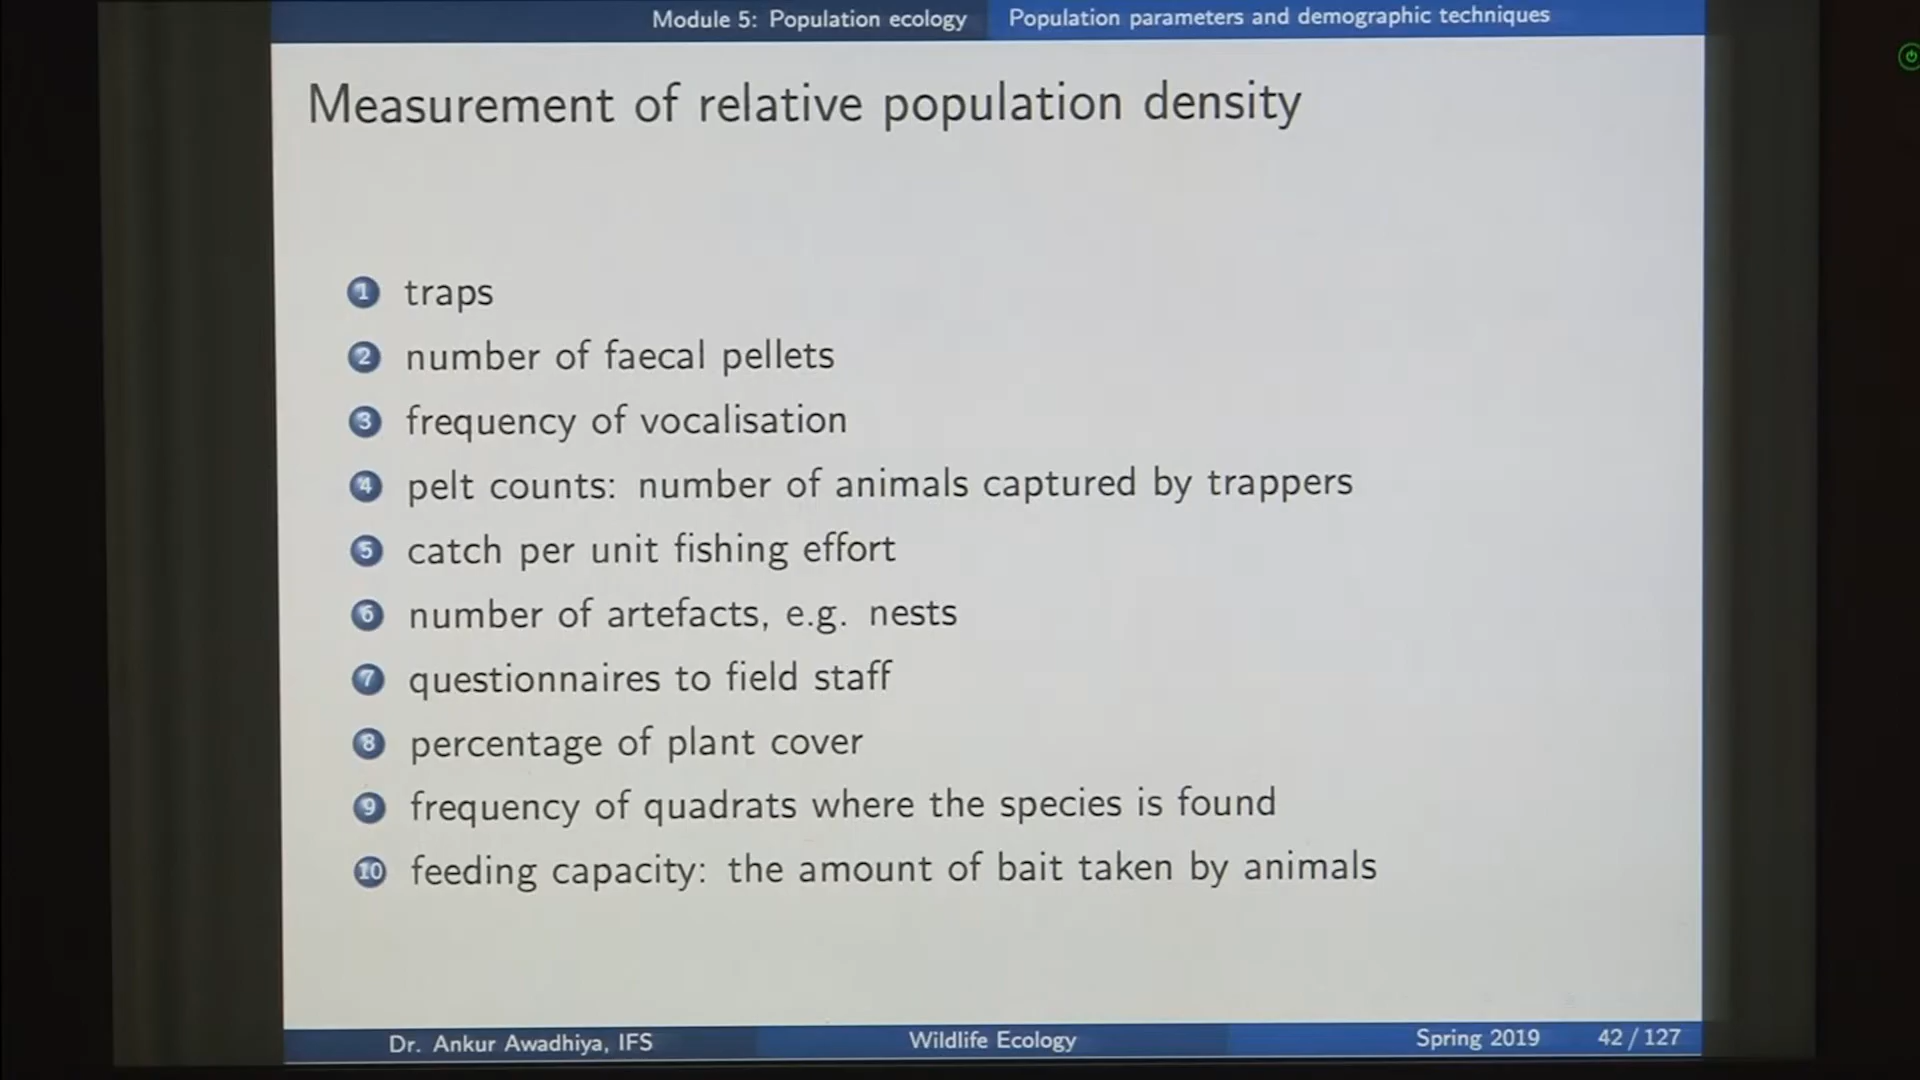 Module 5: Population ecology Population parameters and demographic techniques
Measurement of relative population density
1 traps
2 number of faecal pellets
3 frequency of vocalisation
4 pelt counts: number of animals captured by trappers
5 catch per unit fishing effort
6 number of artefacts, e.g. nests
7 questionnaires to field staff
8 percentage of plant cover
9 frequency of quadrats where the species is found
10 feeding capacity: the amount of bait taken by animals
Dr. Ankur Awadhiya, IFS Wildlife Ecology Spring 2019 42 / 127